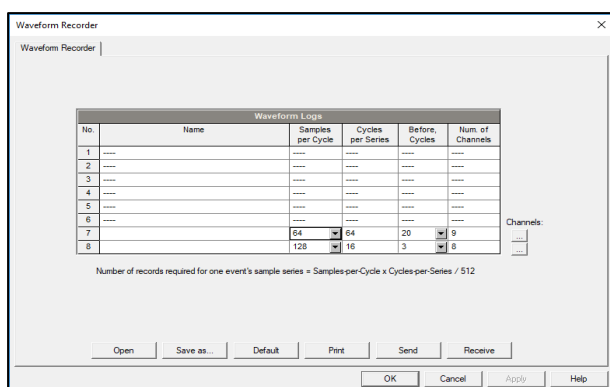 Waveform Recorder
Waveform Recorder
Waveform Logs
No. Name Samples per Cycle Cycles per Series Before, Cycles Num. of Channels
1 ---- ---- ---- ---- ----
2 ---- ---- ---- ---- ----
3 ---- ---- ---- ---- ----
4 ---- ---- ---- ---- ----
5 ---- ---- ---- ---- ----
6 ---- ---- ---- ---- ----
Channels:
7 64 64 20 9 ...
8 128 16 3 8 ...
Number of records required for one event's sample series = Samples-per-Cycle x Cycles-per-Series / 512
Open Save as... Default Print Send Receive
OK Cancel Apply Help